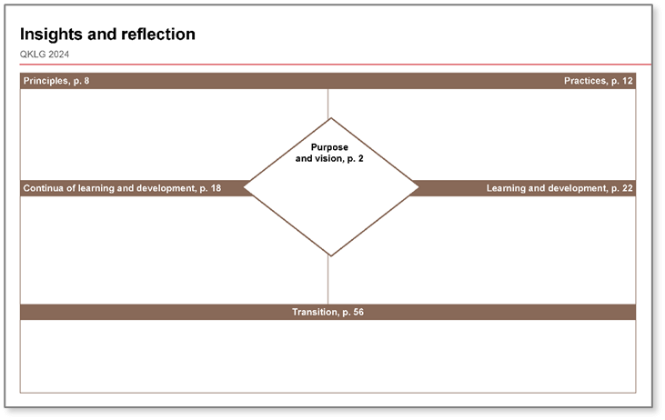 Insights and reflection
QKLG 2024
Principles, p. 8
Practices, p. 12
Purpose
and vision, p. 2
Continua of learning and development, p. 18
Learning and development, p. 22
Transition, p. 56